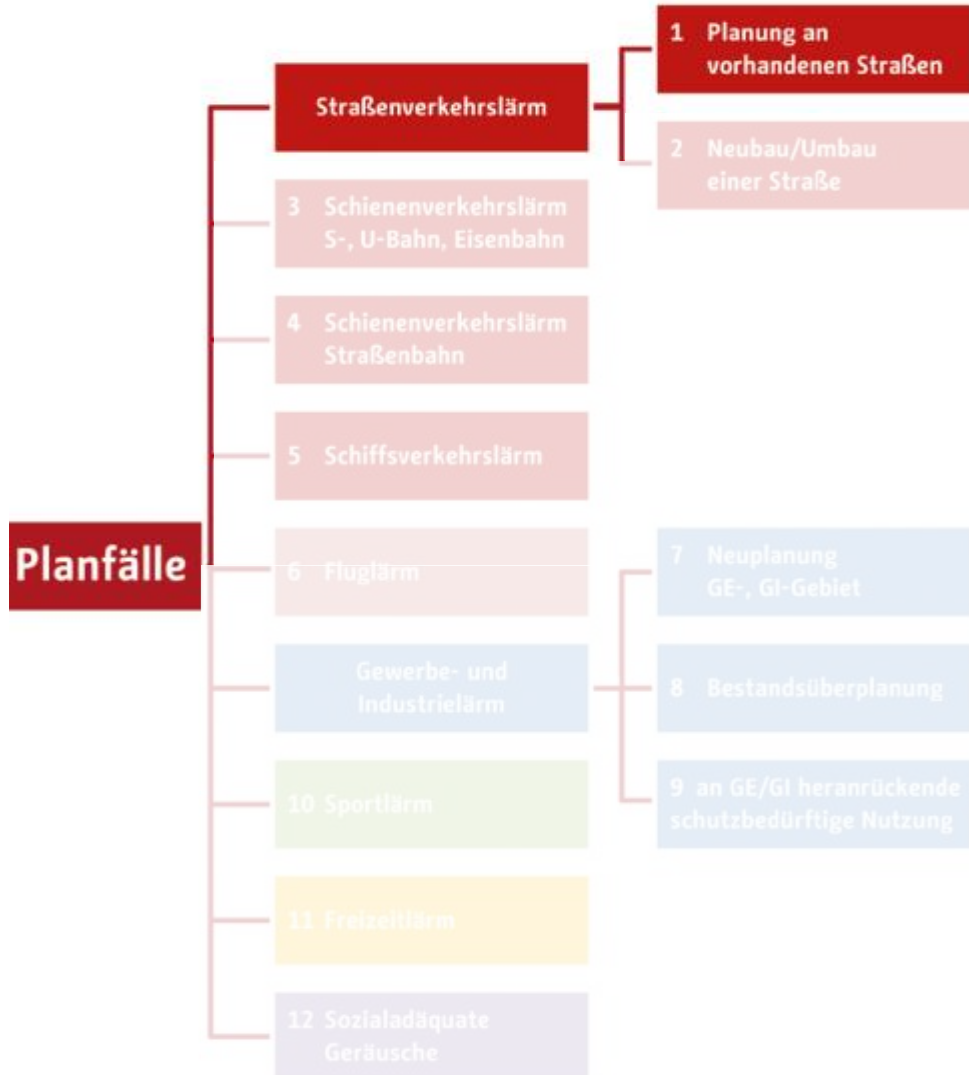 Planfälle
Straßenverkehrslärm
1 Planung an
vorhandenen Straßen
2 Neubau/Umbau
einer Straße
3 Schienenverkehrslärm
S-, U-Bahn, Eisenbahn
4 Schienenverkehrslärm
Straßenbahn
5 Schiffsverkehrslärm
6 Fluglärm
Gewerbe- und
Industrielärm
7 Neuplanung
GE-, GI-Gebiet
8 Bestandsüberplanung
9 an GE/GI heranrückende
schutzbedürftige Nutzung
10 Sportlärm
11 Freizeitlärm
12 Sozialadäquate
Geräusche